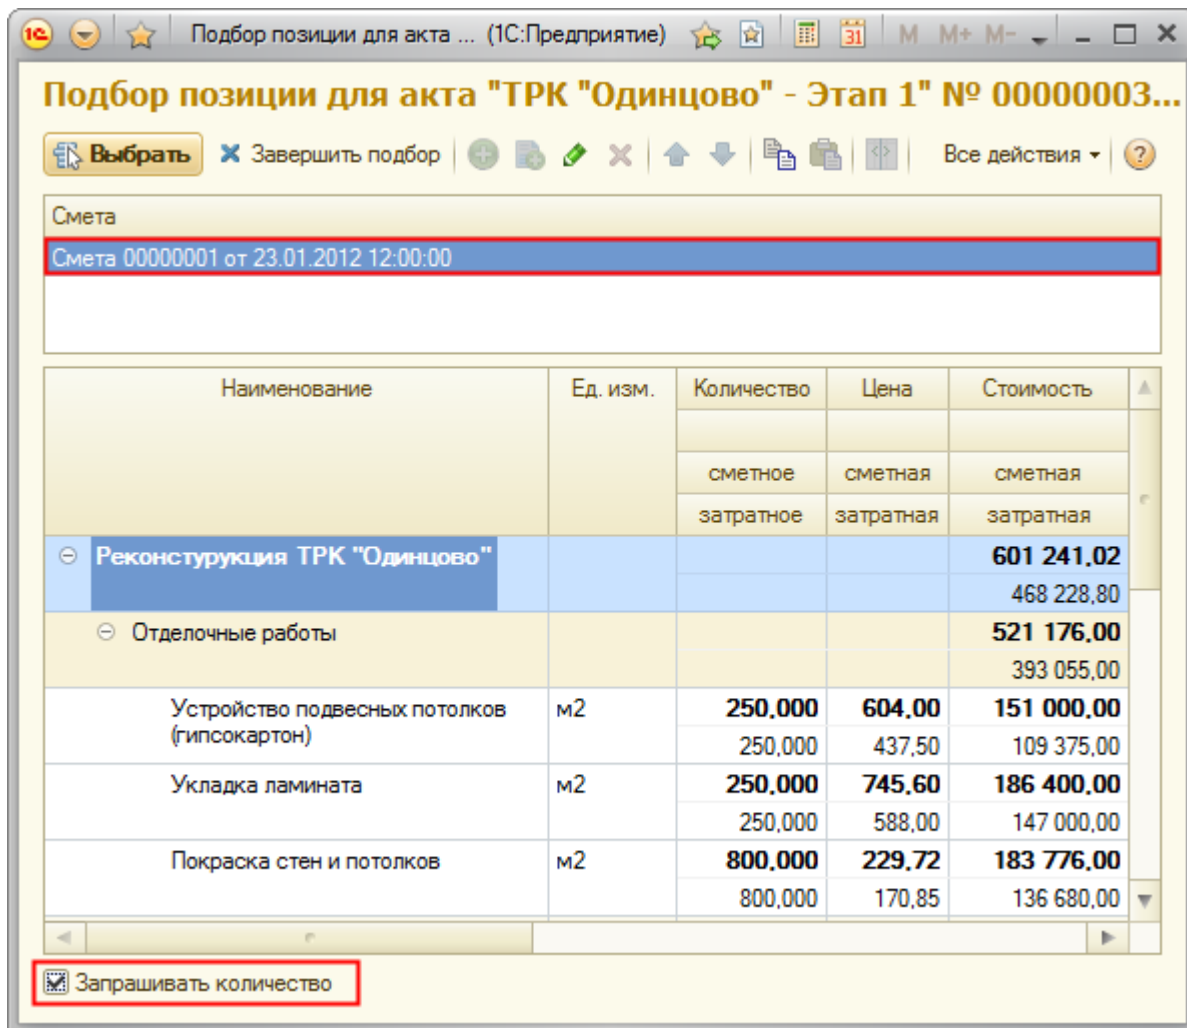 1С Подбор позиции для акта ... (1С:Предприятие) 31 M M+ M-
Подбор позиции для акта "ТРК "Одинцово" - Этап 1" № 00000003...
Выбрать Завершить подбор Все действия ?
Смета
Смета 00000001 от 23.01.2012 12:00:00
Наименование Ед. изм. Количество Цена Стоимость
сметное сметная сметная
затратное затратная затратная
Реконстурукция ТРК "Одинцово" 601 241,02
468 228,80
Отделочные работы 521 176,00
393 055,00
Устройство подвесных потолков м2 250,000 604,00 151 000,00
(гипсокартон) 250,000 437,50 109 375,00
Укладка ламината м2 250,000 745,60 186 400,00
250,000 588,00 147 000,00
Покраска стен и потолков м2 800,000 229,72 183 776,00
800,000 170,85 136 680,00
Запрашивать количество